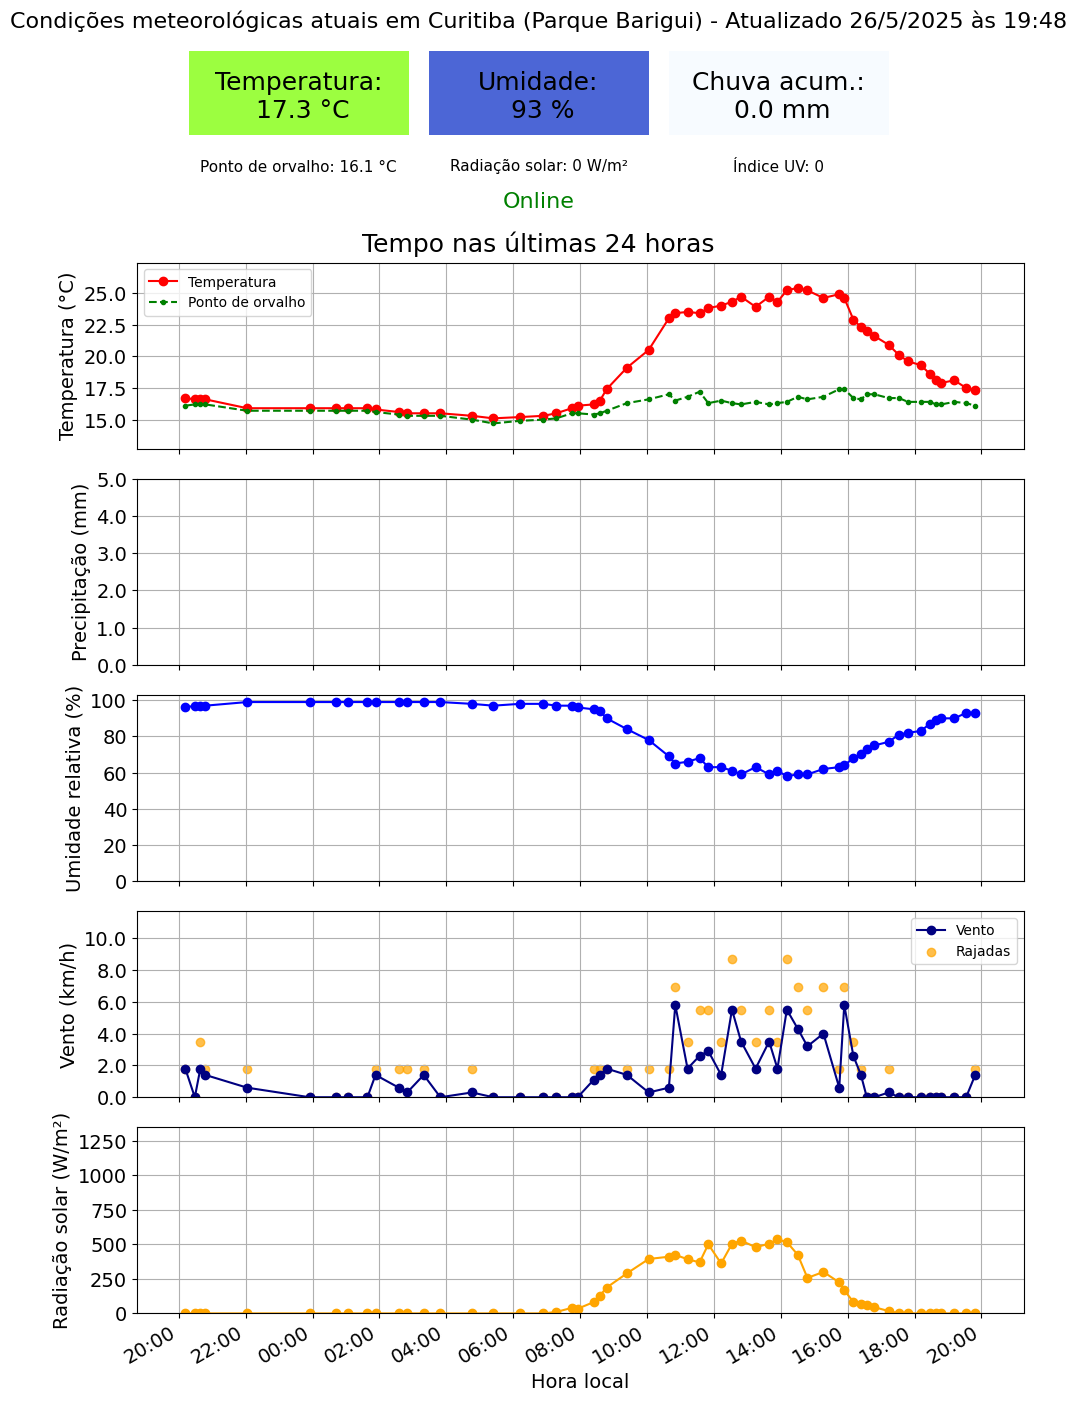 Condições meteorológicas atuais em Curitiba (Parque Barigui) - Atualizado 26/5/2025 às 19:48
Temperatura:
17.3 °C
Umidade:
93 %
Chuva acum.:
0.0 mm
Ponto de orvalho: 16.1 °C
Radiação solar: 0 W/m²
Índice UV: 0
Online
Tempo nas últimas 24 horas
Temperatura (°C)
25.0
22.5
20.0
17.5
15.0
Temperatura
Ponto de orvalho
Precipitação (mm)
5.0
4.0
3.0
2.0
1.0
0.0
Umidade relativa (%)
100
80
60
40
20
0
Vento (km/h)
10.0
8.0
6.0
4.0
2.0
0.0
Vento
Rajadas
Radiação solar (W/m²)
1250
1000
750
500
250
0
20:00
22:00
00:00
02:00
04:00
06:00
08:00
10:00
12:00
14:00
16:00
18:00
20:00
Hora local